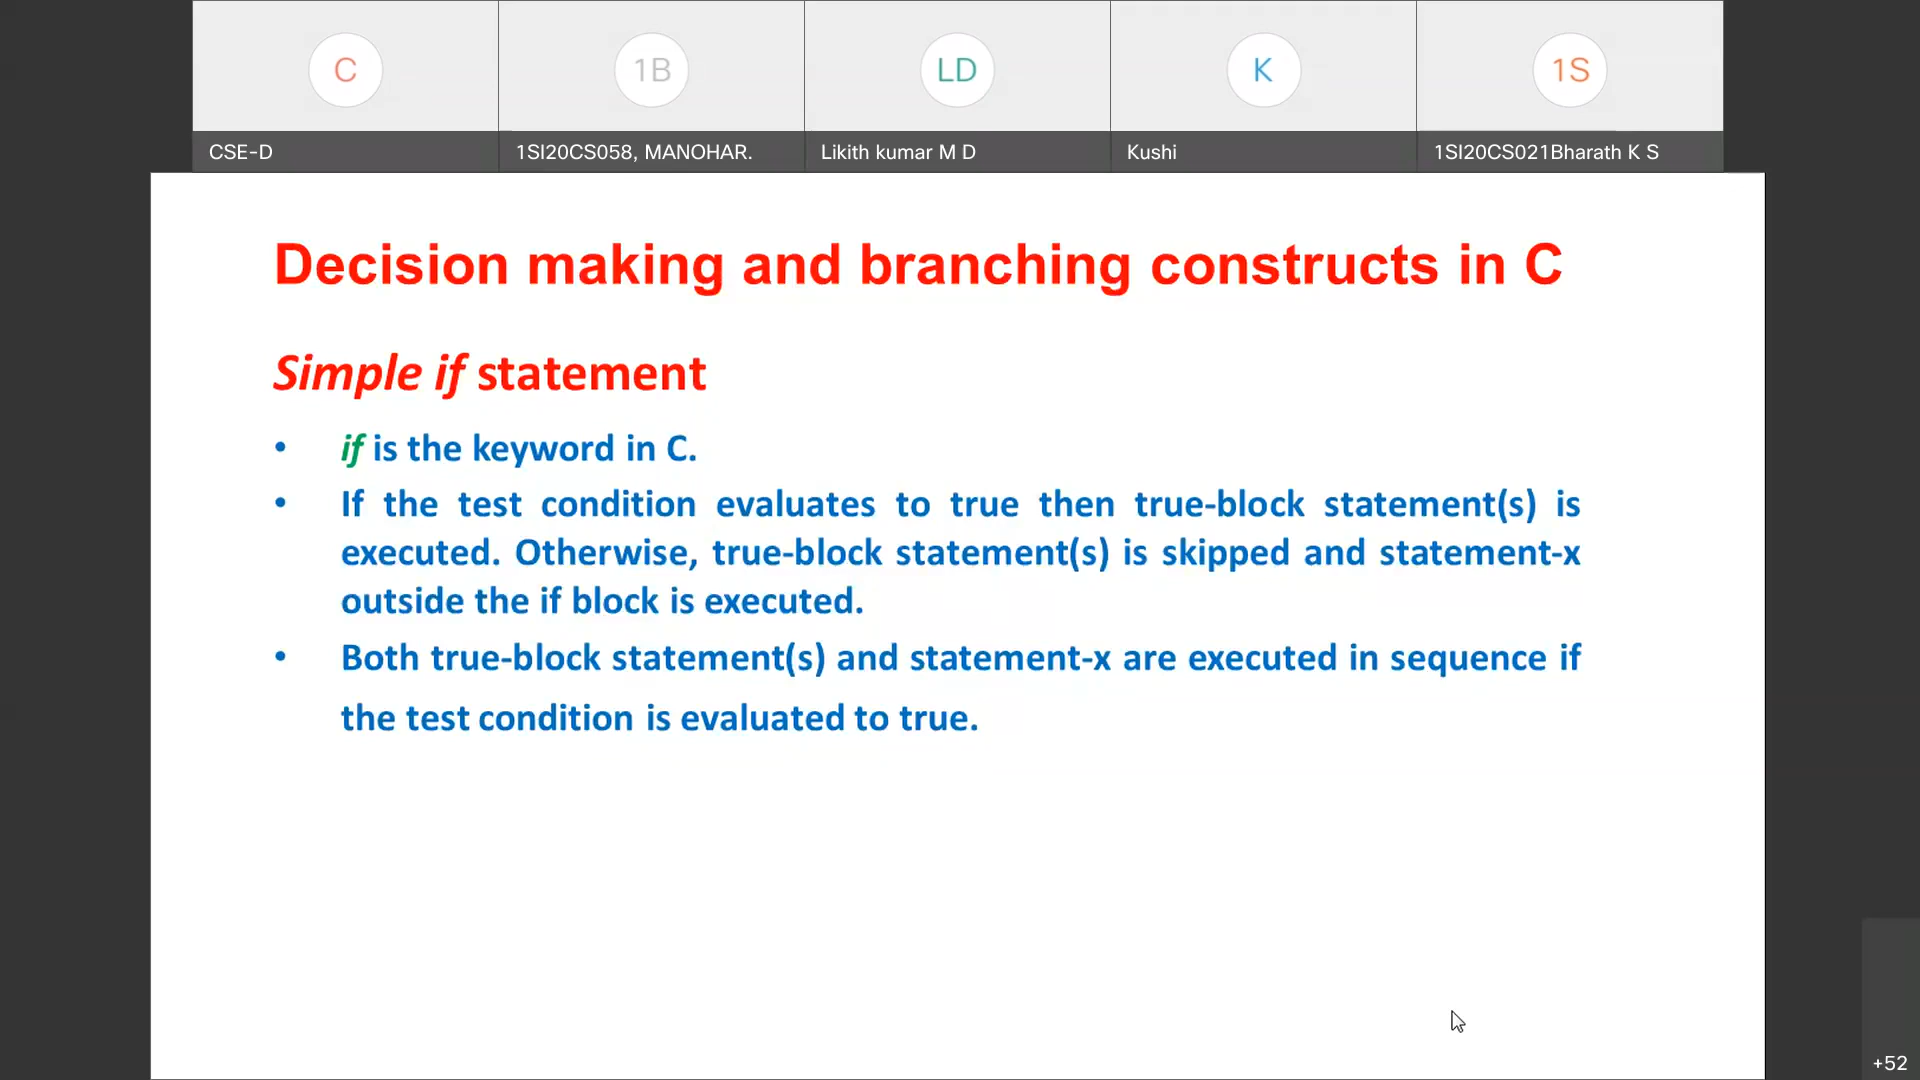 C
1B
LD
K
1S
CSE-D
1SI20CS058, MANOHAR.
Likith kumar M D
Kushi
1SI20CS021Bharath K S
Decision making and branching constructs in C
Simple if statement
• if is the keyword in C.
• If the test condition evaluates to true then true-block statement(s) is
executed. Otherwise, true-block statement(s) is skipped and statement-x
outside the if block is executed.
• Both true-block statement(s) and statement-x are executed in sequence if
the test condition is evaluated to true.
+52